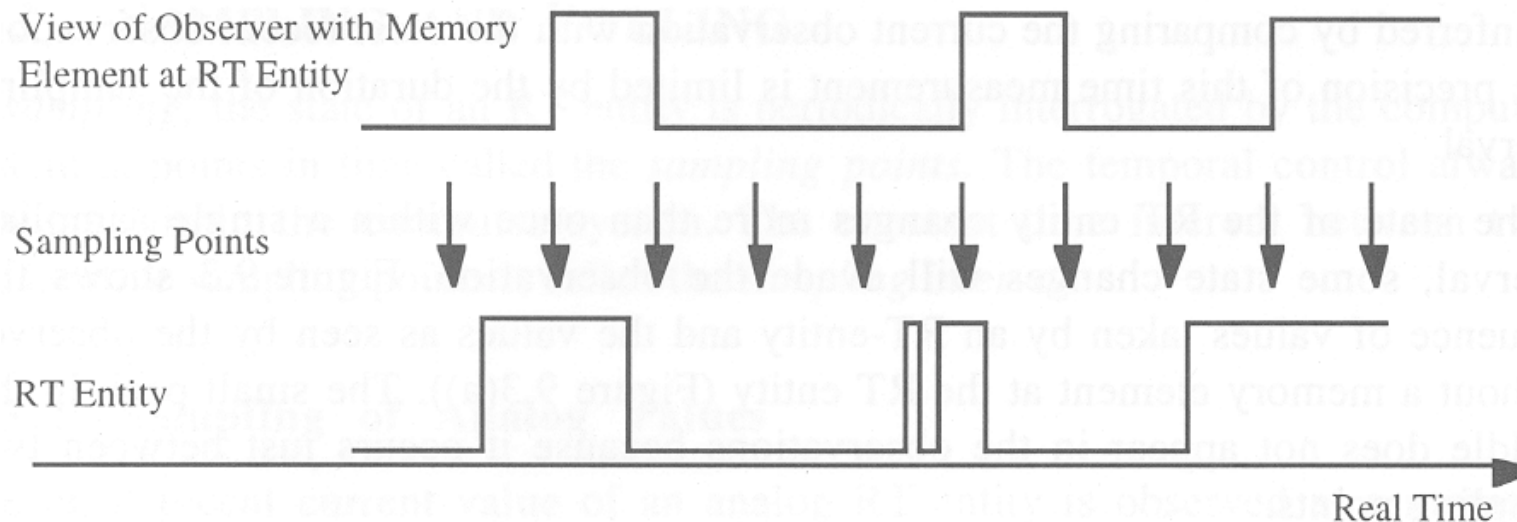 View of Observer with Memory
Element at RT Entity
Sampling Points
RT Entity
Real Time